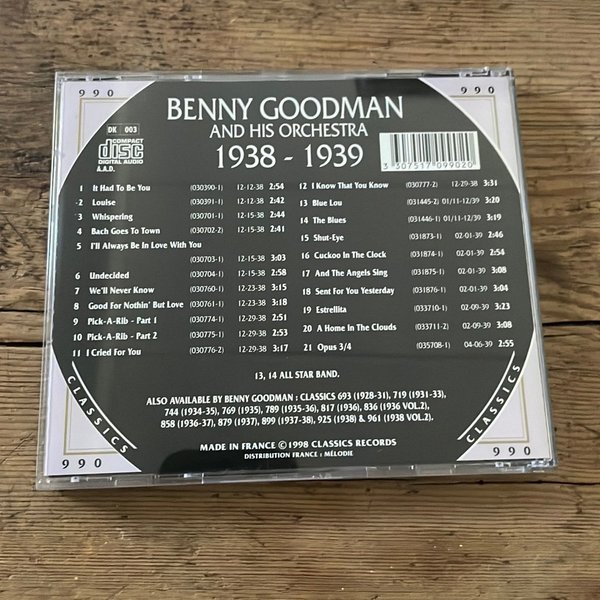 990
990
BENNY GOODMAN
AND HIS ORCHESTRA
1938 - 1939
DK 003
COMPACT
disc
DIGITAL AUDIO
A.A.D.
3 307517 099020
1 It Had To Be You (030390-1) 12-12-38 2:54
2 Louise (030391-1) 12-12-38 2:42
3 Whispering (030701-1) 12-15-38 2:44
4 Bach Goes To Town (030702-2) 12-15-38 2:41
5 I'll Always Be In Love With You
(030703-1) 12-15-38 3:03
6 Undecided (030704-1) 12-15-38 2:58
7 We'll Never Know (030760-1) 12-23-38 3:15
8 Good For Nothin' But Love (030761-1) 12-23-38 3:18
9 Pick-A-Rib - Part 1 (030774-1) 12-29-38 2:51
10 Pick-A-Rib - Part 2 (030775-1) 12-29-38 2:53
11 I Cried For You (030776-2) 12-29-38 3:17
12 I Know That You Know (030777-2) 12-29-38 3:31
13 Blue Lou (031445-2) 01/11-12/39 3:20
14 The Blues (031446-1) 01/11-12/39 3:19
15 Shut-Eye (031873-1) 02-01-39 2:46
16 Cuckoo In The Clock (031874-1) 02-01-39 2:54
17 And The Angels Sing (031875-1) 02-01-39 3:08
18 Sent For You Yesterday (031876-1) 02-01-39 3:04
19 Estrellita (033710-1) 02-09-39 3:23
20 A Home In The Clouds (033711-2) 02-09-39 3:08
21 Opus 3/4 (035708-1) 04-06-39 2:55
13, 14 ALL STAR BAND.
ALSO AVAILABLE BY BENNY GOODMAN : CLASSICS 693 (1928-31), 719 (1931-33),
744 (1934-35), 769 (1935), 789 (1935-36), 817 (1936), 836 (1936 VOL.2),
858 (1936-37), 879 (1937), 899 (1937-38), 925 (1938) & 961 (1938 VOL.2).
MADE IN FRANCE ©1998 CLASSICS RECORDS
DISTRIBUTION FRANCE : MÉLODIE
CLASSICS
CLASSICS
990
990